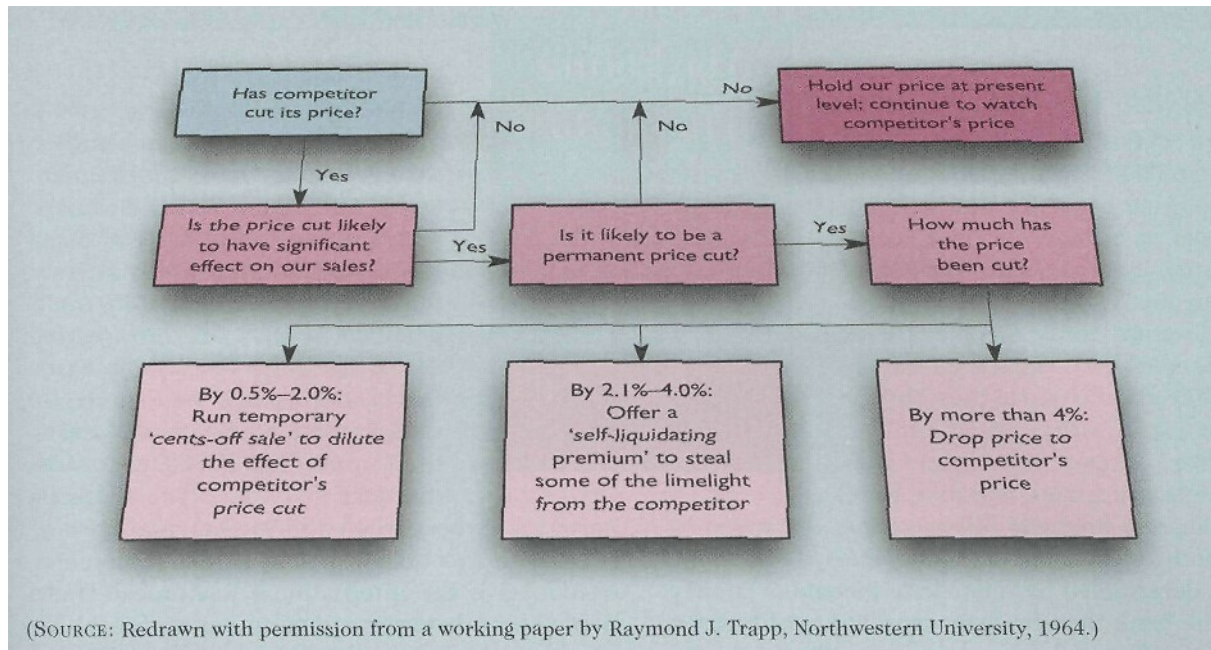 Has competitor
cut its price?
No
Hold our price at present
level; continue to watch
competitor's price
No
No
Yes
Is the price cut likely
to have significant
effect on our sales?
Yes
Is it likely to be a
permanent price cut?
Yes
How much has
the price
been cut?
By 0.5%–2.0%:
Run temporary
'cents-off sale' to dilute
the effect of
competitor's
price cut
By 2.1%–4.0%:
Offer a
'self-liquidating
premium' to steal
some of the limelight
from the competitor
By more than 4%:
Drop price to
competitor's
price
(SOURCE: Redrawn with permission from a working paper by Raymond J. Trapp, Northwestern University, 1964.)